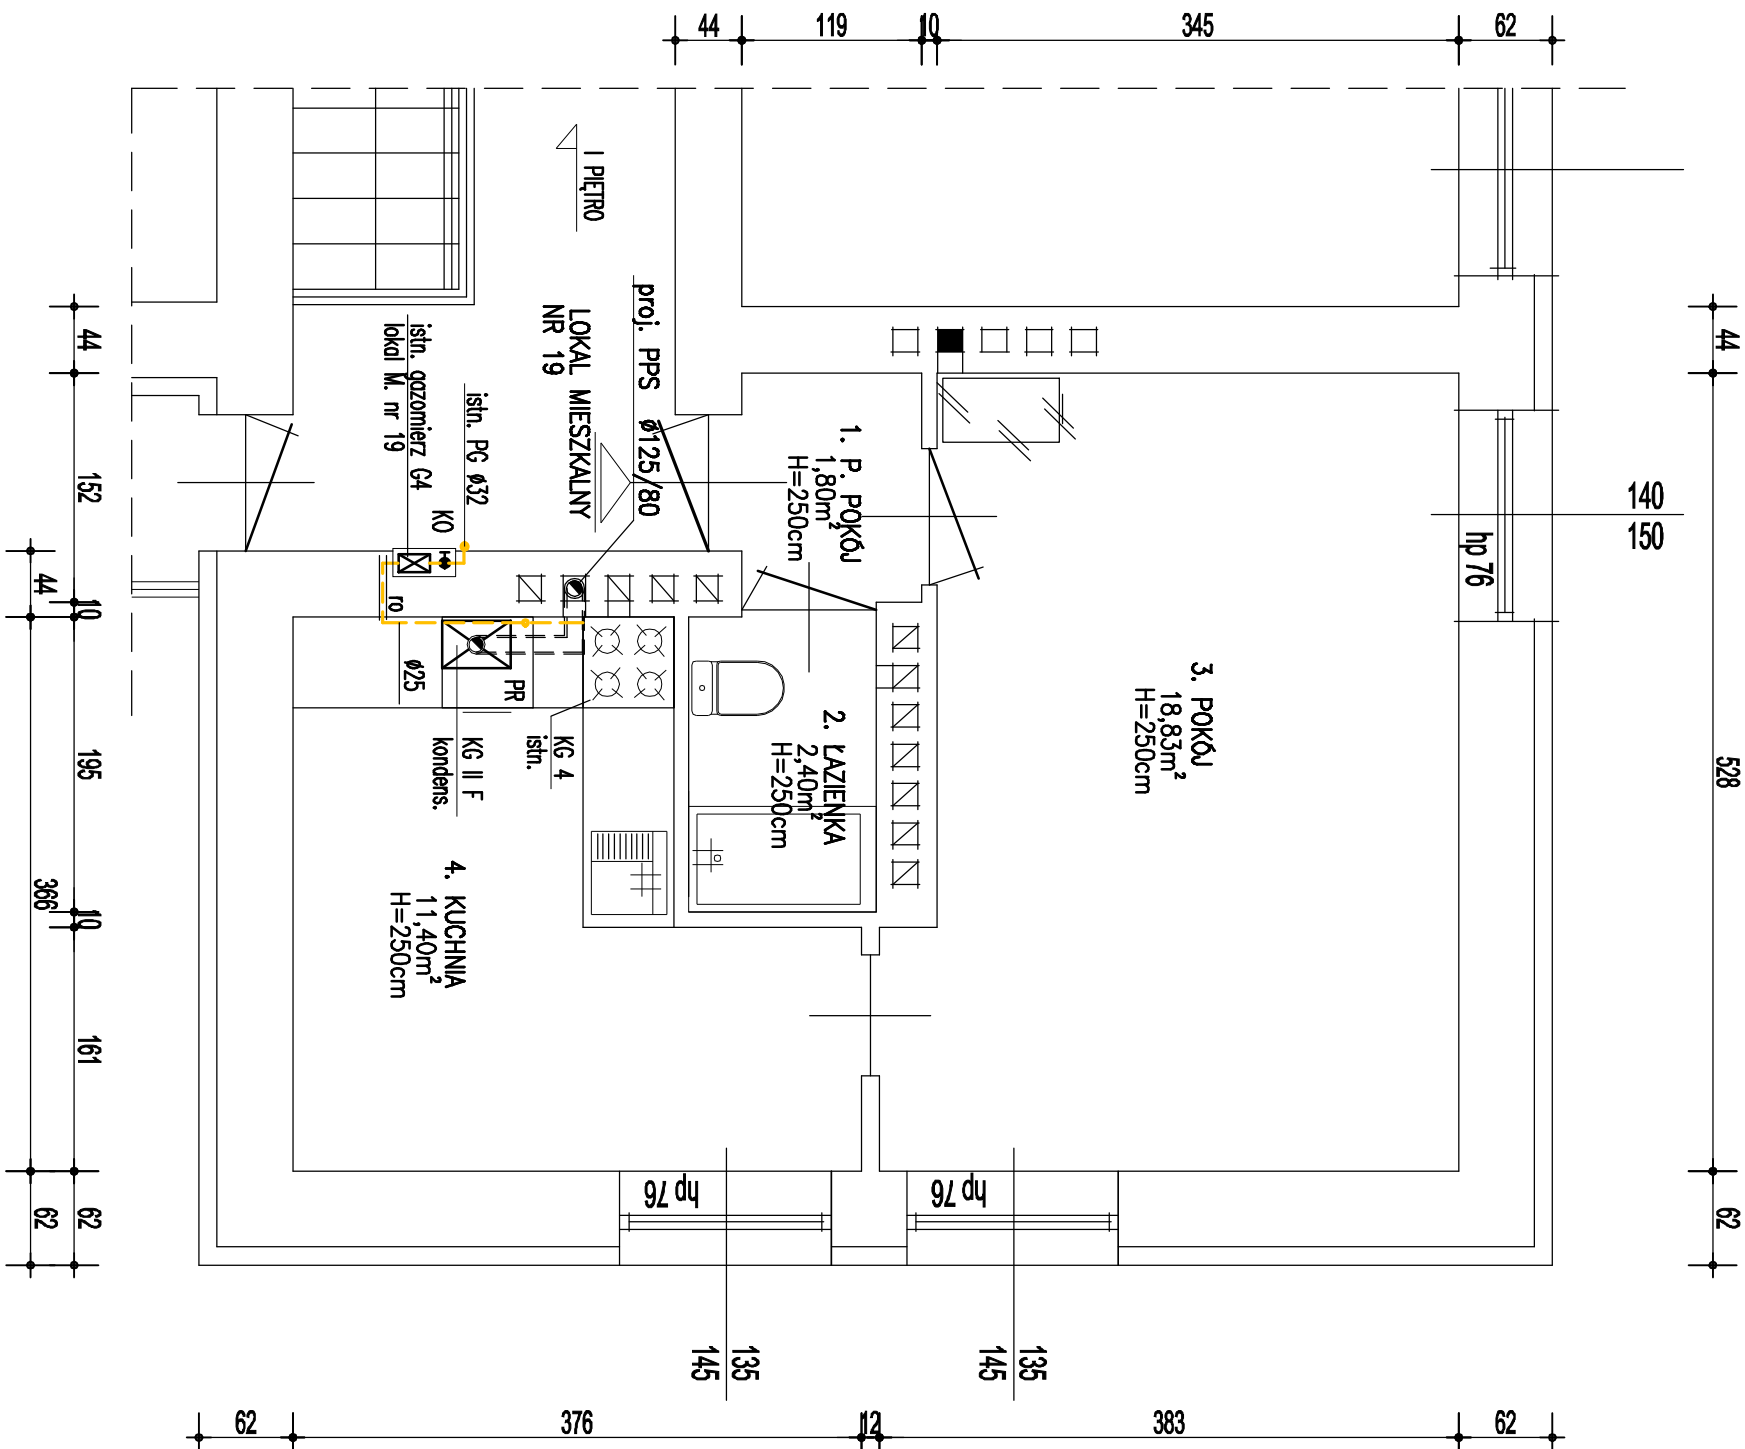 44
119
10
345
62
I PIĘTRO
proj. PPS ø125/80
LOKAL MIESZKALNY
NR 19
istn. gazomierz G4
lokal M. nr 19
istn. PG ø32
KO
ro
ø25
PR
KG II F
kondens.
KG 4
istn.
1. P. POKÓJ
1,80m²
H=250cm
2. ŁAZIENKA
2,40m²
H=250cm
3. POKÓJ
18,83m²
H=250cm
4. KUCHNIA
11,40m²
H=250cm
140
150
hp 76
hp 76
hp 76
135
145
135
145
44
528
62
44
152
10
195
10
161
62
44
366
62
62
376
12
383
62